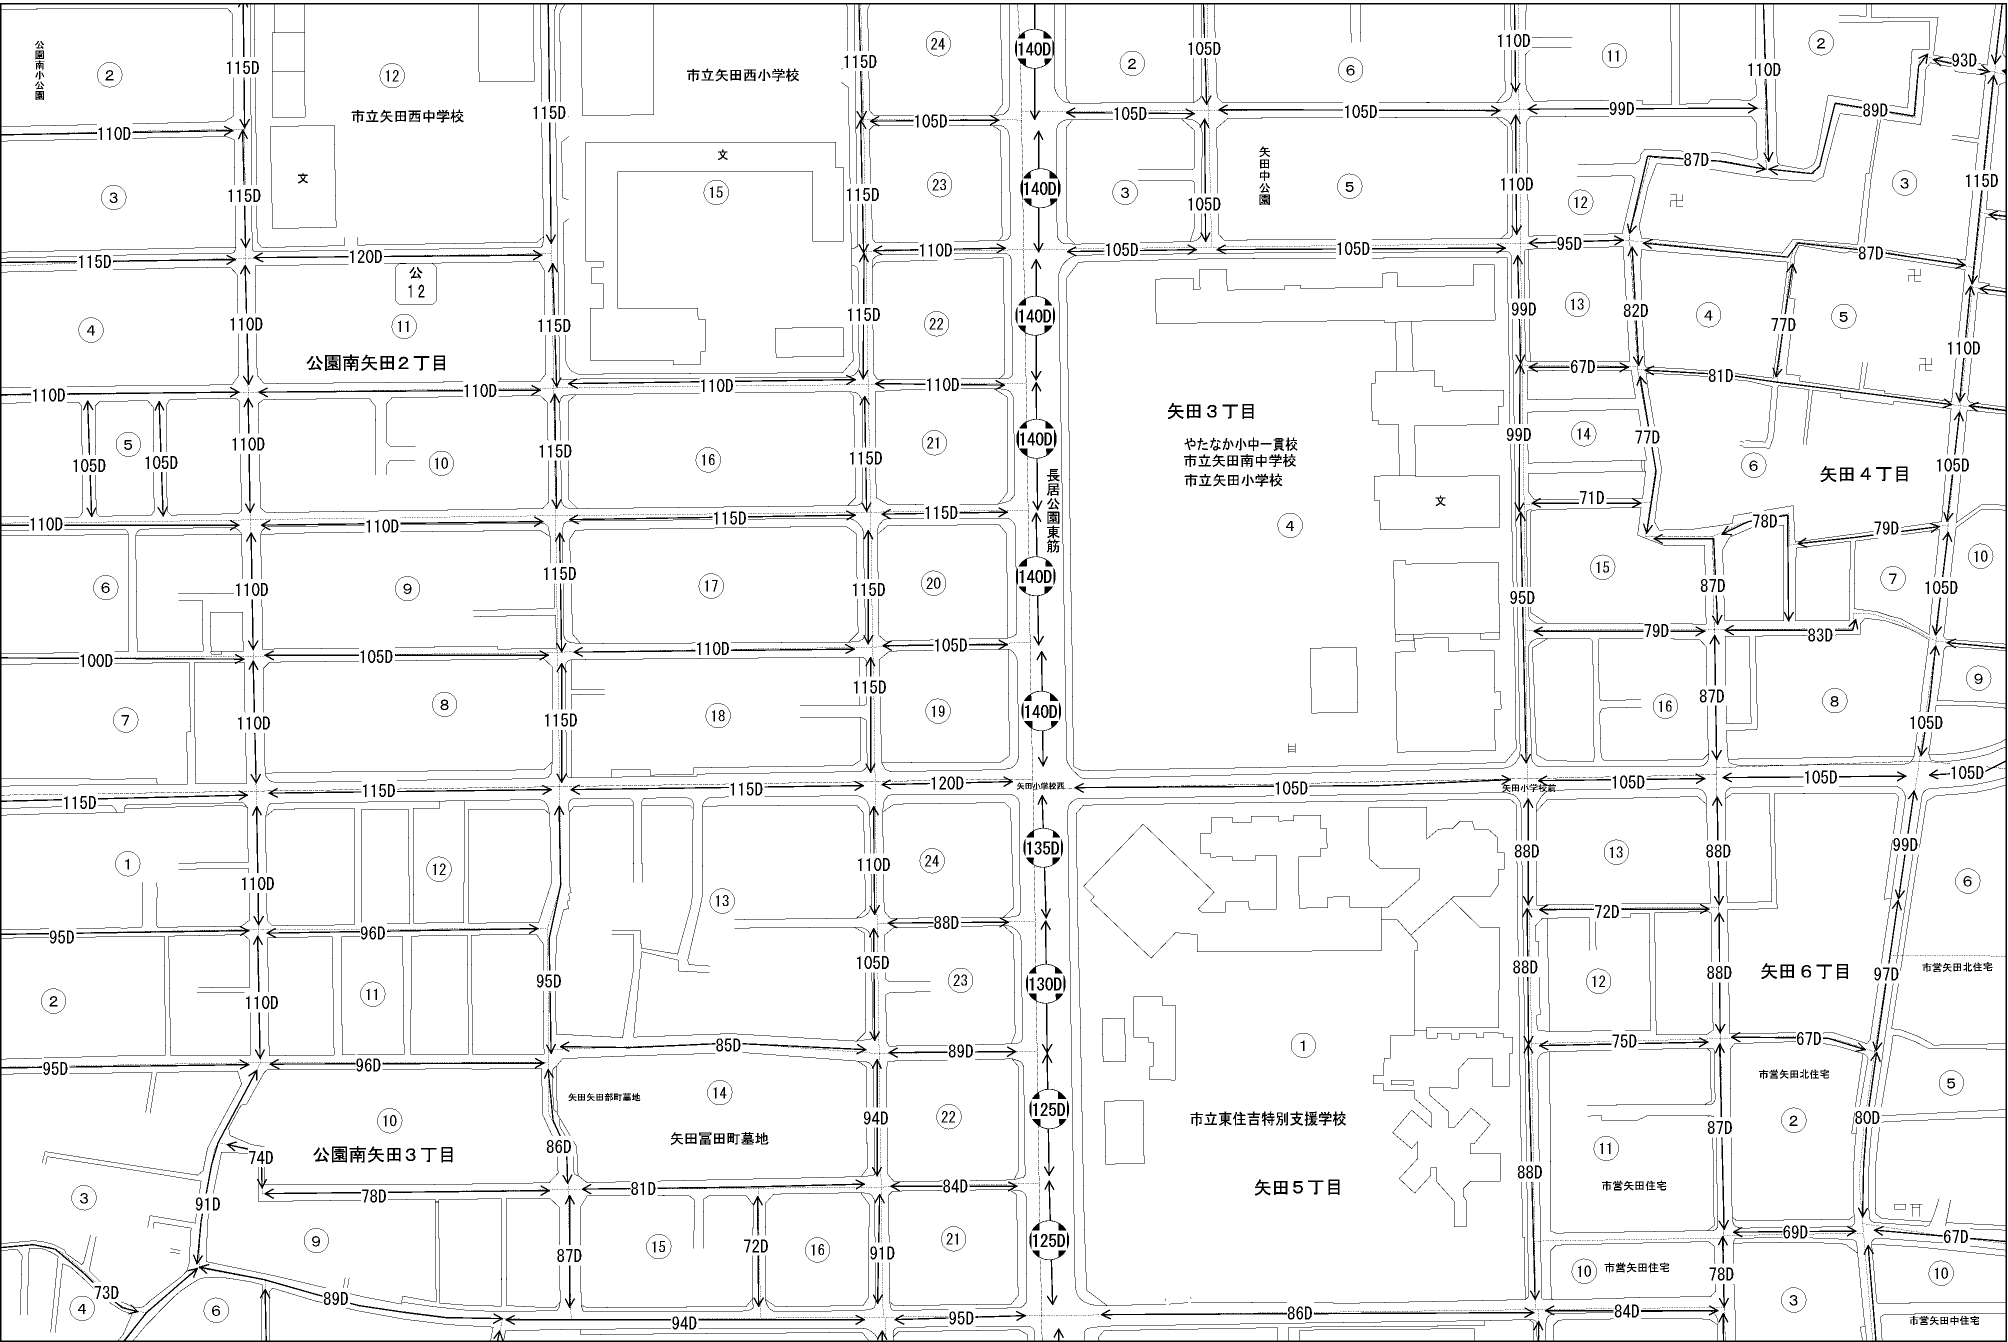 公園南小公園
②
115D
⑫
115D
市立矢田西中学校
市立矢田西小学校
115D
㉔
140D
②
105D
⑥
110D
⑪
110D
②
93D
110D
文
文
105D
105D
105D
99D
89D
③
115D
⑮
115D
㉓
140D
③
105D
矢田中公園
⑤
110D
⑫
87D
卍
③
115D
115D
120D
公
12
110D
105D
105D
95D
87D
卍
④
110D
⑪
115D
115D
㉒
140D
99D
⑬
82D
④
77D
⑤
110D
卍
公園南矢田2丁目
110D
110D
110D
110D
67D
81D
105D
⑤
105D
110D
⑩
115D
⑯
115D
㉑
140D
矢田3丁目
やたなか小中一貫校
市立矢田南中学校
市立矢田小学校
文
④
99D
⑭
77D
⑥
矢田4丁目
105D
長居公園東筋
110D
110D
115D
115D
71D
78D
79D
⑩
⑥
110D
⑨
115D
⑰
115D
⑳
140D
95D
⑮
87D
⑦
105D
100D
105D
110D
105D
79D
83D
⑦
110D
⑧
115D
⑱
115D
⑲
140D
⑯
87D
⑧
105D
⑨
115D
115D
115D
120D
矢田小学校西
105D
矢田小学校前
105D
105D
105D
①
110D
⑫
⑬
110D
㉔
135D
88D
⑬
88D
99D
⑥
95D
96D
88D
72D
②
110D
⑪
95D
105D
㉓
130D
88D
⑫
88D
矢田6丁目
97D
市営矢田北住宅
95D
96D
85D
89D
①
75D
67D
市営矢田北住宅
⑤
⑩
矢田矢田部町墓地
⑭
矢田冨田町墓地
94D
㉒
125D
市立東住吉特別支援学校
87D
②
80D
公園南矢田3丁目
74D
86D
88D
⑪
市営矢田住宅
③
91D
78D
81D
84D
矢田5丁目
⑨
87D
⑮
72D
⑯
91D
㉑
125D
69D
67D
73D
④
⑥
89D
94D
95D
86D
⑩
市営矢田住宅
78D
84D
③
⑩
市営矢田中住宅